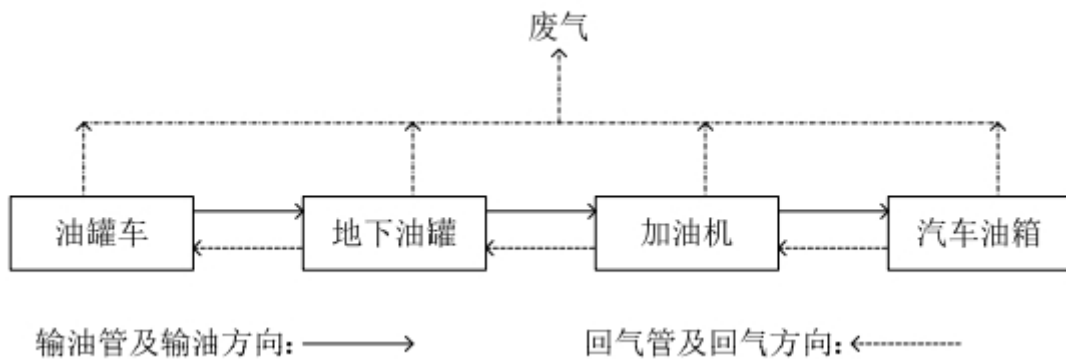 废气
油罐车
地下油罐
加油机
汽车油箱
输油管及输油方向：
回气管及回气方向：